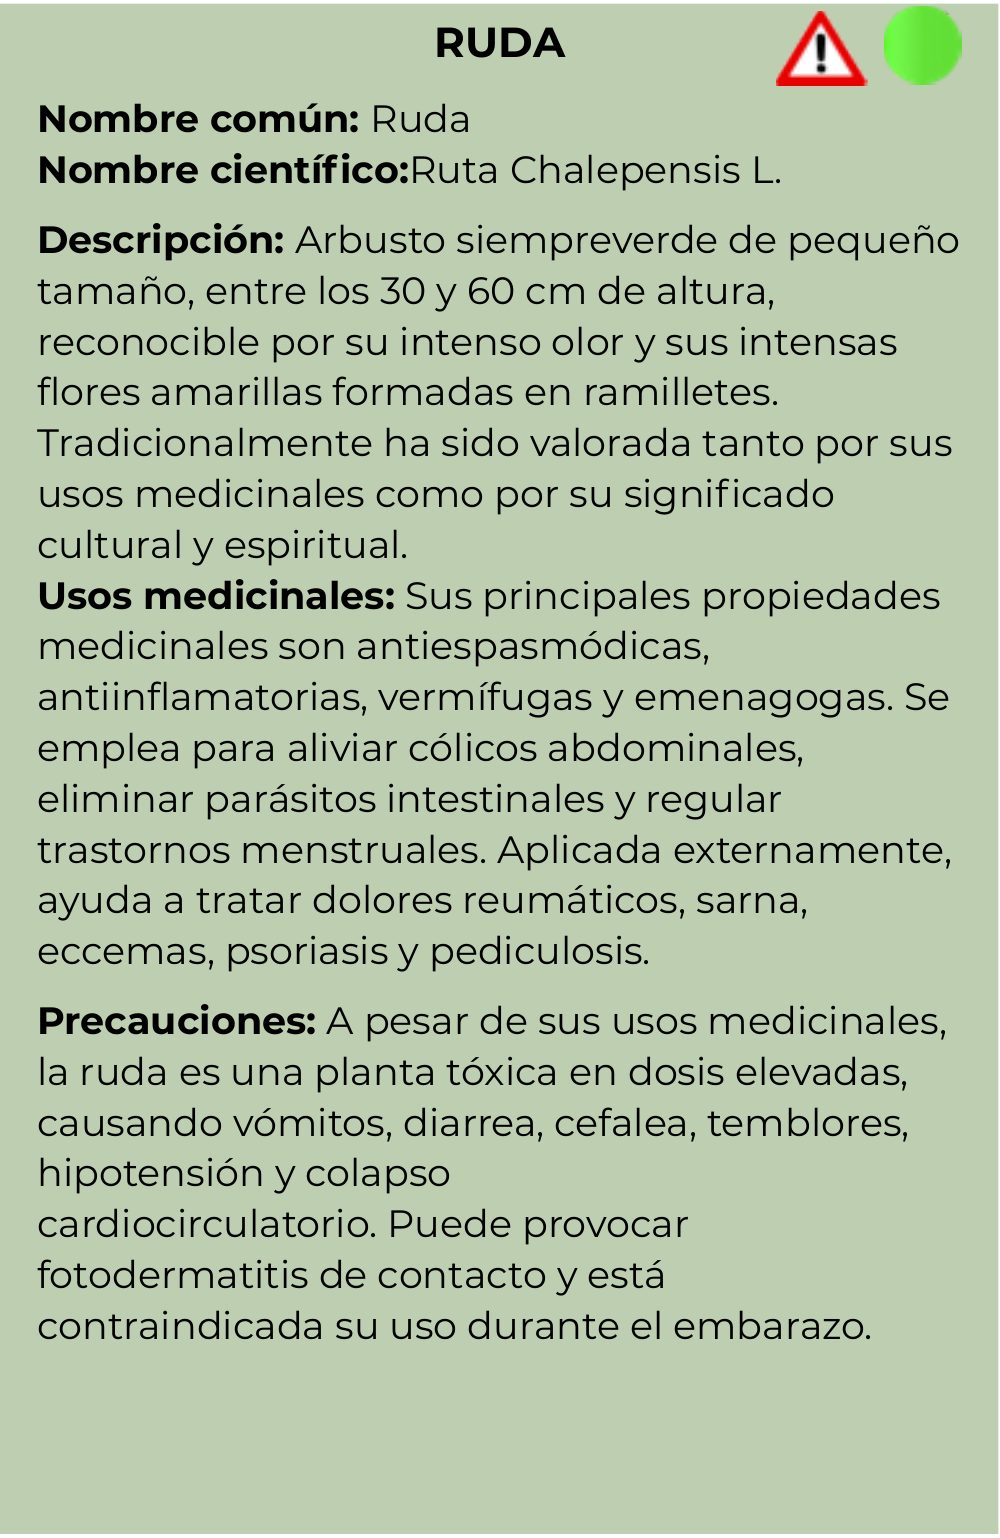 RUDA
Nombre común: Ruda
Nombre científico:Ruta Chalepensis L.
Descripción: Arbusto siempreverde de pequeño
tamaño, entre los 30 y 60 cm de altura,
reconocible por su intenso olor y sus intensas
flores amarillas formadas en ramilletes.
Tradicionalmente ha sido valorada tanto por sus
usos medicinales como por su significado
cultural y espiritual.
Usos medicinales: Sus principales propiedades
medicinales son antiespasmódicas,
antiinflamatorias, vermífugas y emenagogas. Se
emplea para aliviar cólicos abdominales,
eliminar parásitos intestinales y regular
trastornos menstruales. Aplicada externamente,
ayuda a tratar dolores reumáticos, sarna,
eccemas, psoriasis y pediculosis.
Precauciones: A pesar de sus usos medicinales,
la ruda es una planta tóxica en dosis elevadas,
causando vómitos, diarrea, cefalea, temblores,
hipotensión y colapso
cardiocirculatorio. Puede provocar
fotodermatitis de contacto y está
contraindicada su uso durante el embarazo.